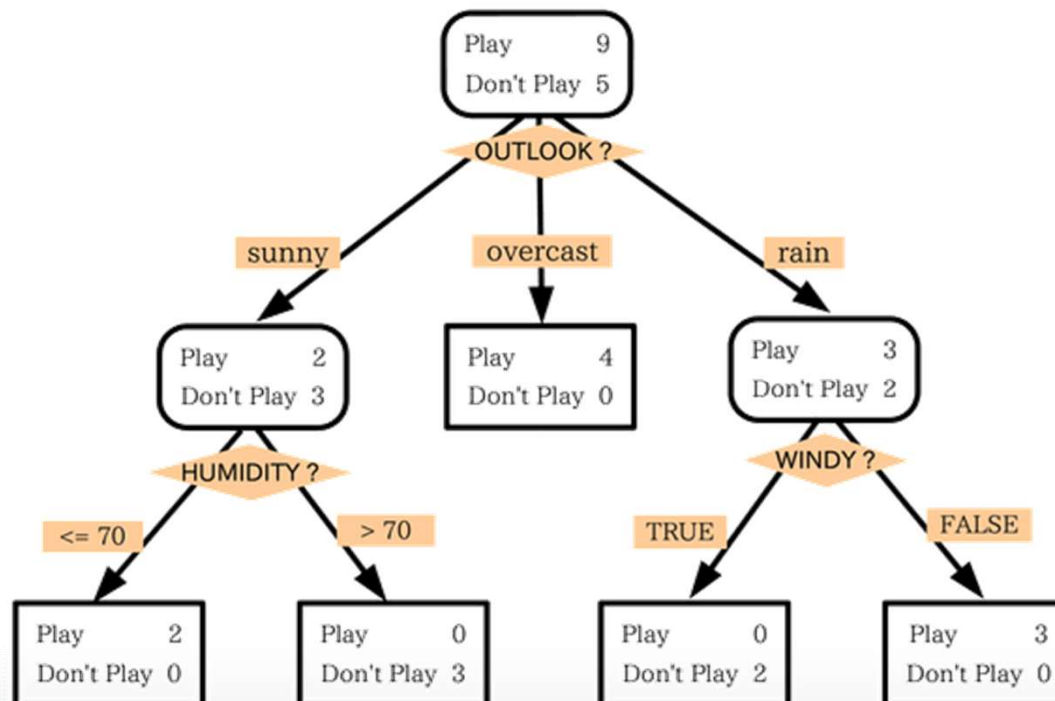 Play 9
Don't Play 5
OUTLOOK ?
sunny
overcast
rain
Play 2
Don't Play 3
Play 4
Don't Play 0
Play 3
Don't Play 2
HUMIDITY ?
WINDY ?
<= 70
> 70
TRUE
FALSE
Play 2
Don't Play 0
Play 0
Don't Play 3
Play 0
Don't Play 2
Play 3
Don't Play 0